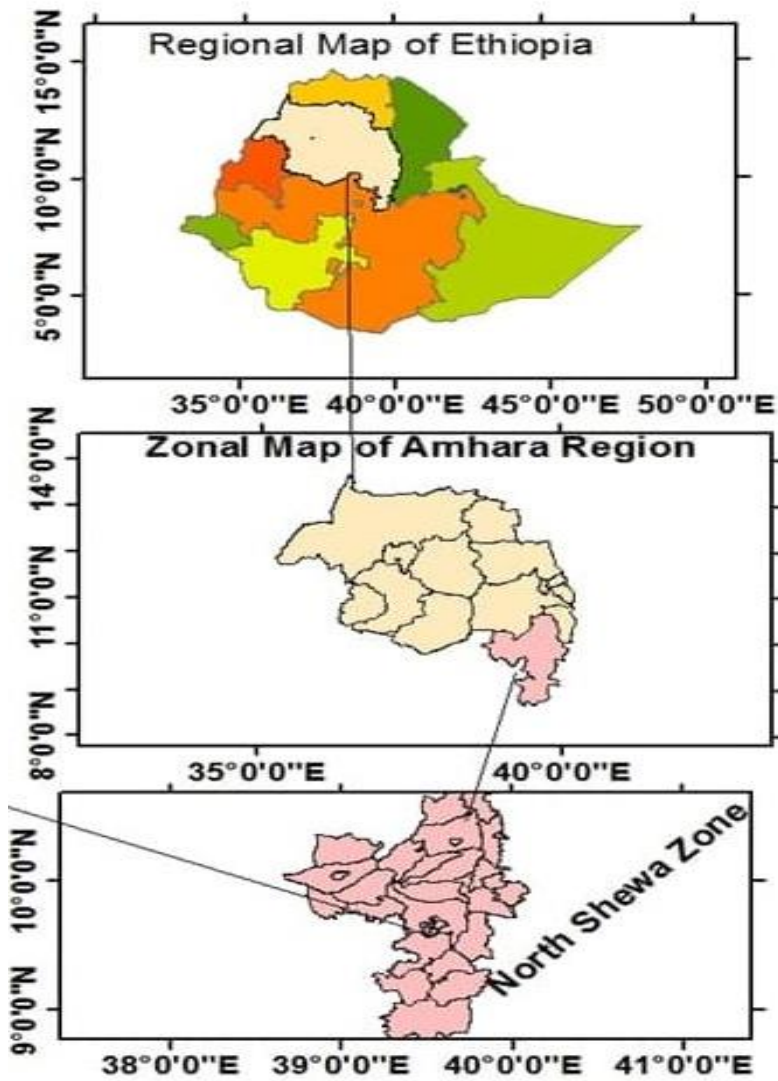 Regional Map of Ethiopia
15°0'0"N
10°0'0"N
5°0'0"N
35°0'0"E 40°0'0"E 45°0'0"E 50°0'0"E
Zonal Map of Amhara Region
14°0'0"N
11°0'0"N
8°0'0"N
35°0'0"E 40°0'0"E
North Shewa Zone
10°0'0"N
9°0'0"N
38°0'0"E 39°0'0"E 40°0'0"E 41°0'0"E